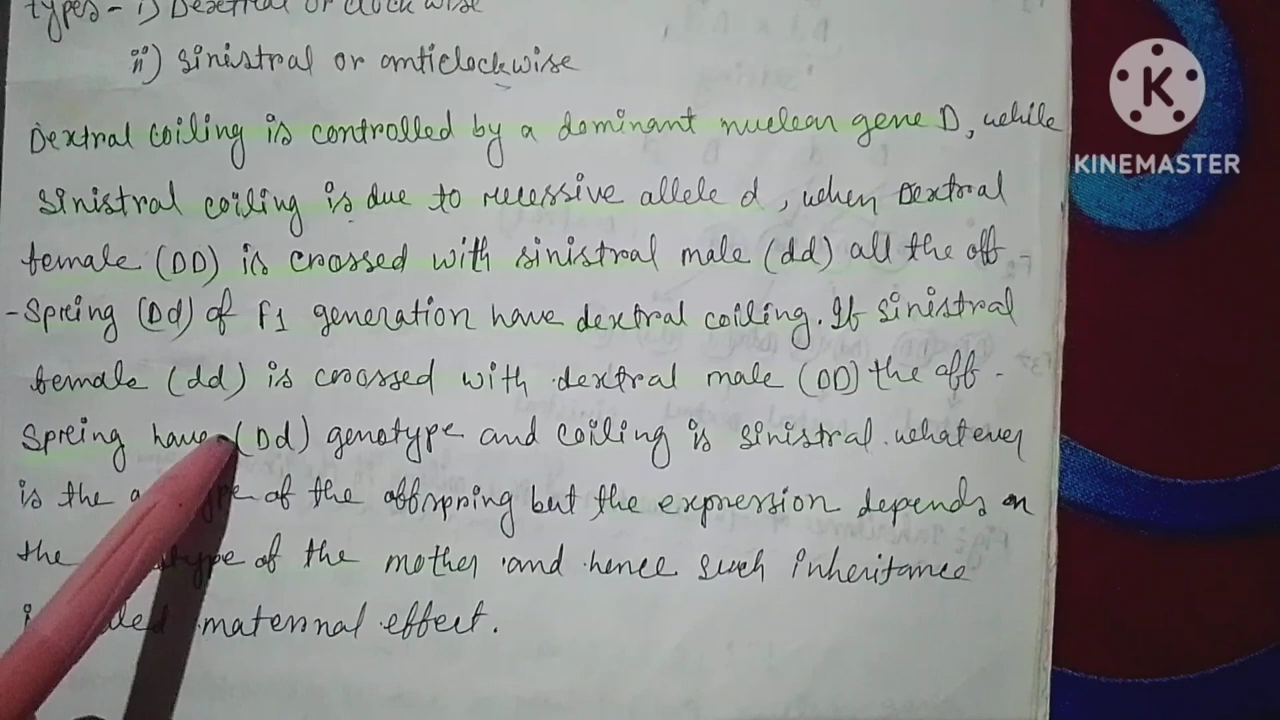 types - i) Dextral or clockwise
ii) Sinistral or anticlockwise
Dextral coiling is controlled by a dominant nuclear gene D, while
sinistral coiling is due to recessive allele d, when Dextral
female (DD) is crossed with sinistral male (dd) all the off -
- spring (Dd) of F1 generation have dextral coiling. If sinistral
female (dd) is crossed with dextral male (DD) the off -
spring have (Dd) genotype and coiling is sinistral. whatever
is the of the offspring but the expression depends on
the of the mother and hence such inheritance
maternal effect.
K
KINEMASTER